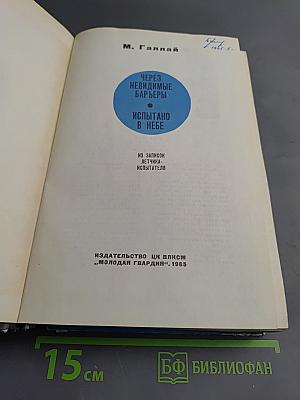 М. Галлай
ЧЕРЕЗ
НЕВИДИМЫЕ
БАРЬЕРЫ
ИСПЫТАНО
В НЕБЕ
ИЗ ЗАПИСОК
ЛЕТЧИКА-
ИСПЫТАТЕЛЯ
ИЗДАТЕЛЬСТВО ЦК ВЛКСМ
„МОЛОДАЯ ГВАРДИЯ“. 1965
15 СМ
БФ БИБЛИОФАН